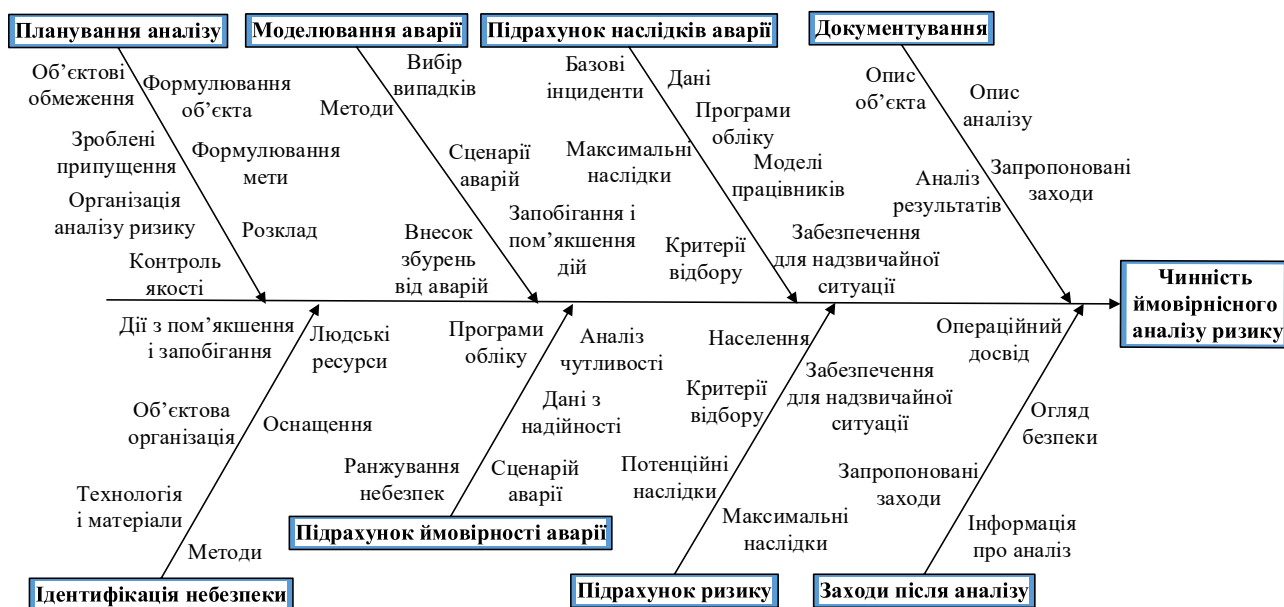 Планування аналізу
Моделювання аварії
Підрахунок наслідків аварії
Документування
Об’єктові
обмеження
Формулювання
об’єкта
Зроблені
припущення
Формулювання
мети
Організація
аналізу ризику
Розклад
Контроль
якості
Вибір
випадків
Методи
Сценарії
аварій
Запобігання і
пом’якшення
дій
Внесок
збурень
від аварій
Базові
інциденти
Дані
Програми
обліку
Максимальні
наслідки
Моделі
працівників
Критерії
відбору
Забезпечення
для надзвичайної
ситуації
Опис
об’єкта
Опис
аналізу
Аналіз
результатів
Запропоновані
заходи
Чинність
ймовірнісного
аналізу ризику
Дії з пом’якшення
і запобігання
Людські
ресурси
Об’єктова
організація
Оснащення
Технологія
і матеріали
Методи
Ідентифікація небезпеки
Програми
обліку
Аналіз
чутливості
Дані з
надійності
Ранжування
небезпек
Сценарій
аварії
Підрахунок ймовірності аварії
Населення
Критерії
відбору
Забезпечення
для надзвичайної
ситуації
Потенційні
наслідки
Максимальні
наслідки
Підрахунок ризику
Операційний
досвід
Огляд
безпеки
Запропоновані
заходи
Інформація
про аналіз
Заходи після аналізу